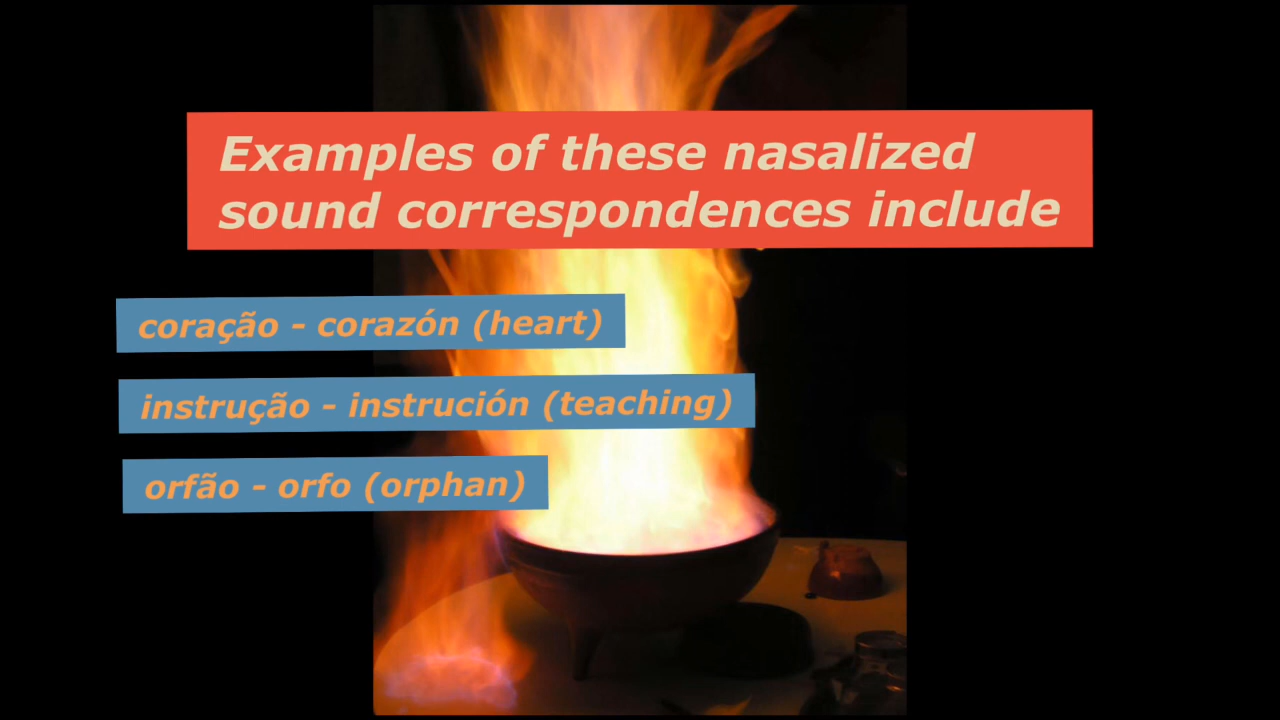 Examples of these nasalized
sound correspondences include
coração - corazón (heart)
instrução - instrución (teaching)
orfão - orfo (orphan)